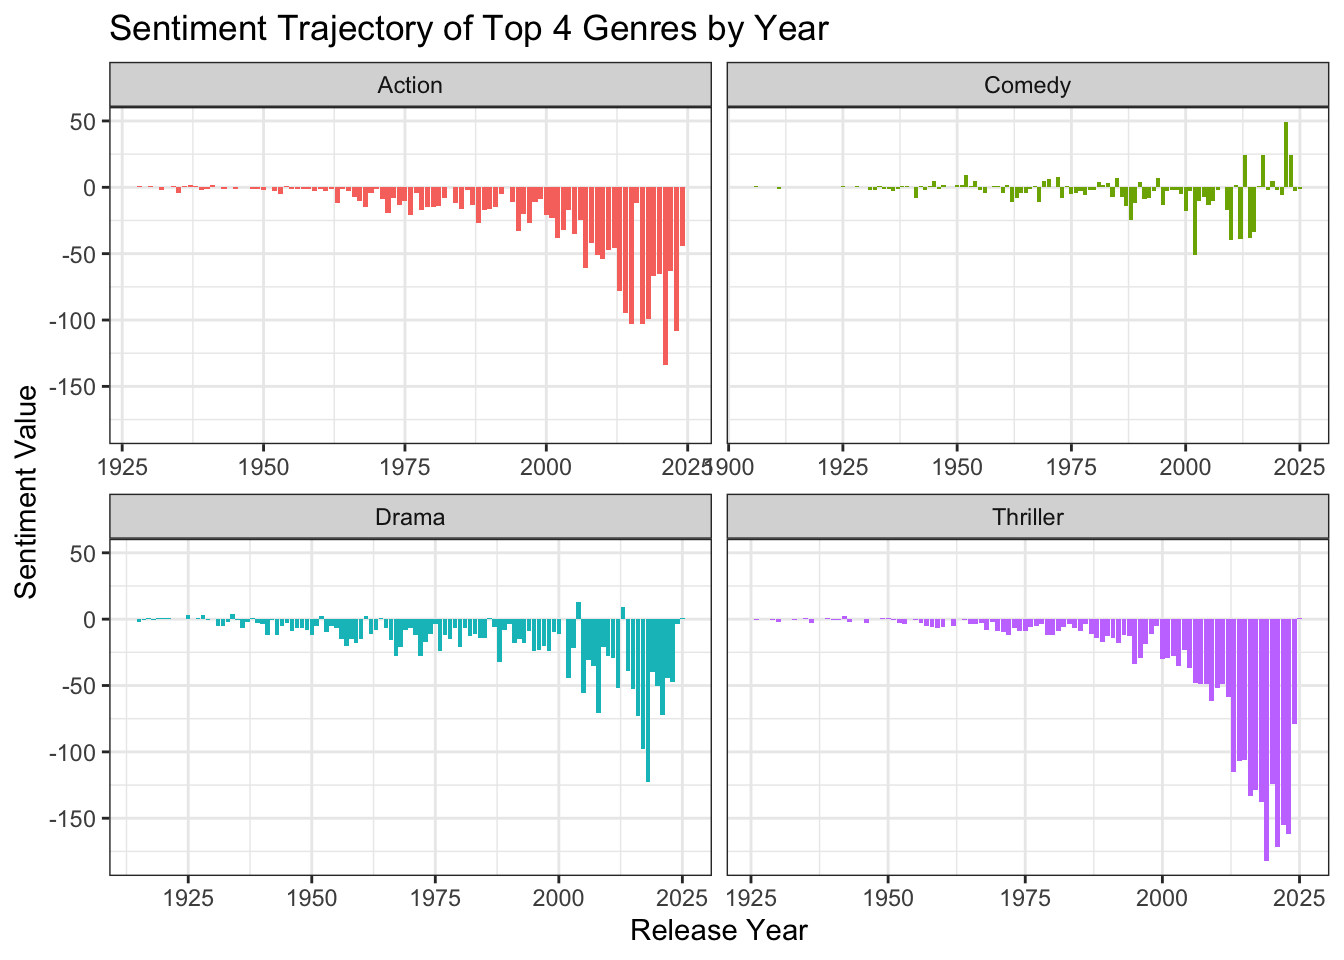 Sentiment Trajectory of Top 4 Genres by Year
Action
Comedy
50
0
-50
-100
-150
1925 1950 1975 2000 2025
1900 1925 1950 1975 2000 2025
Drama
Thriller
50
0
-50
-100
-150
1925 1950 1975 2000 2025
1925 1950 1975 2000 2025
Sentiment Value
Release Year